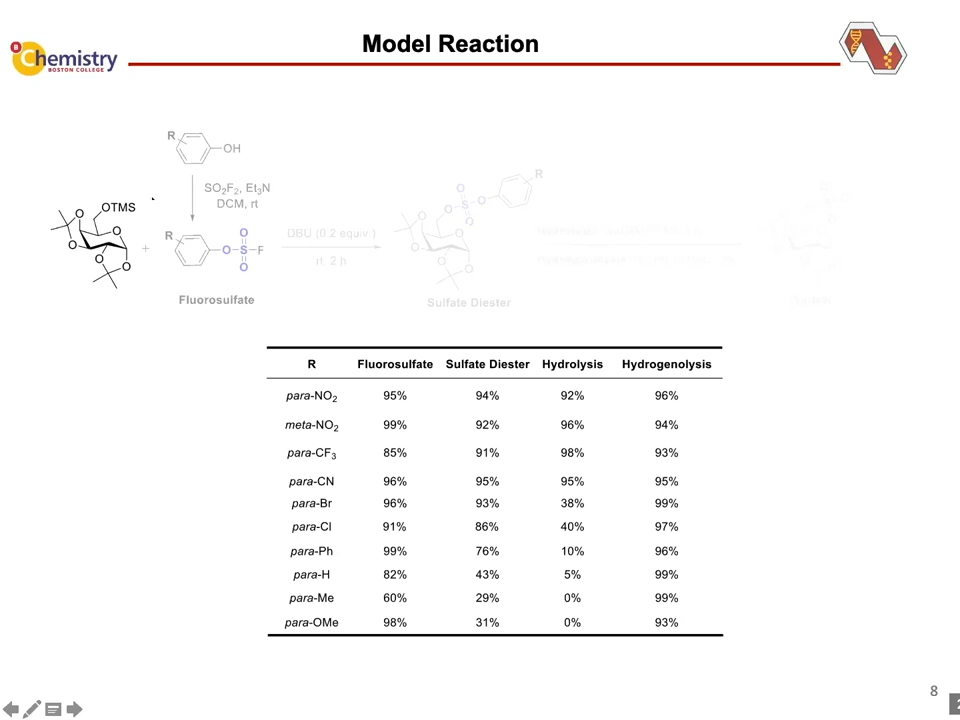 Model Reaction
B
Chemistry
BOSTON COLLEGE
R
OH
SO2F2, Et3N
DCM, rt
OTMS
O
O
O
O
O
+
R
O
O
S
F
O
Fluorosulfate
DBU (0.2 equiv.)
rt, 2 h
R
O
O
S
O
O
O
O
O
O
O
Sulfate Diester
R Fluorosulfate Sulfate Diester Hydrolysis Hydrogenolysis
para-NO2 95% 94% 92% 96%
meta-NO2 99% 92% 96% 94%
para-CF3 85% 91% 98% 93%
para-CN 96% 95% 95% 95%
para-Br 96% 93% 38% 99%
para-Cl 91% 86% 40% 97%
para-Ph 99% 76% 10% 96%
para-H 82% 43% 5% 99%
para-Me 60% 29% 0% 99%
para-OMe 98% 31% 0% 93%
8